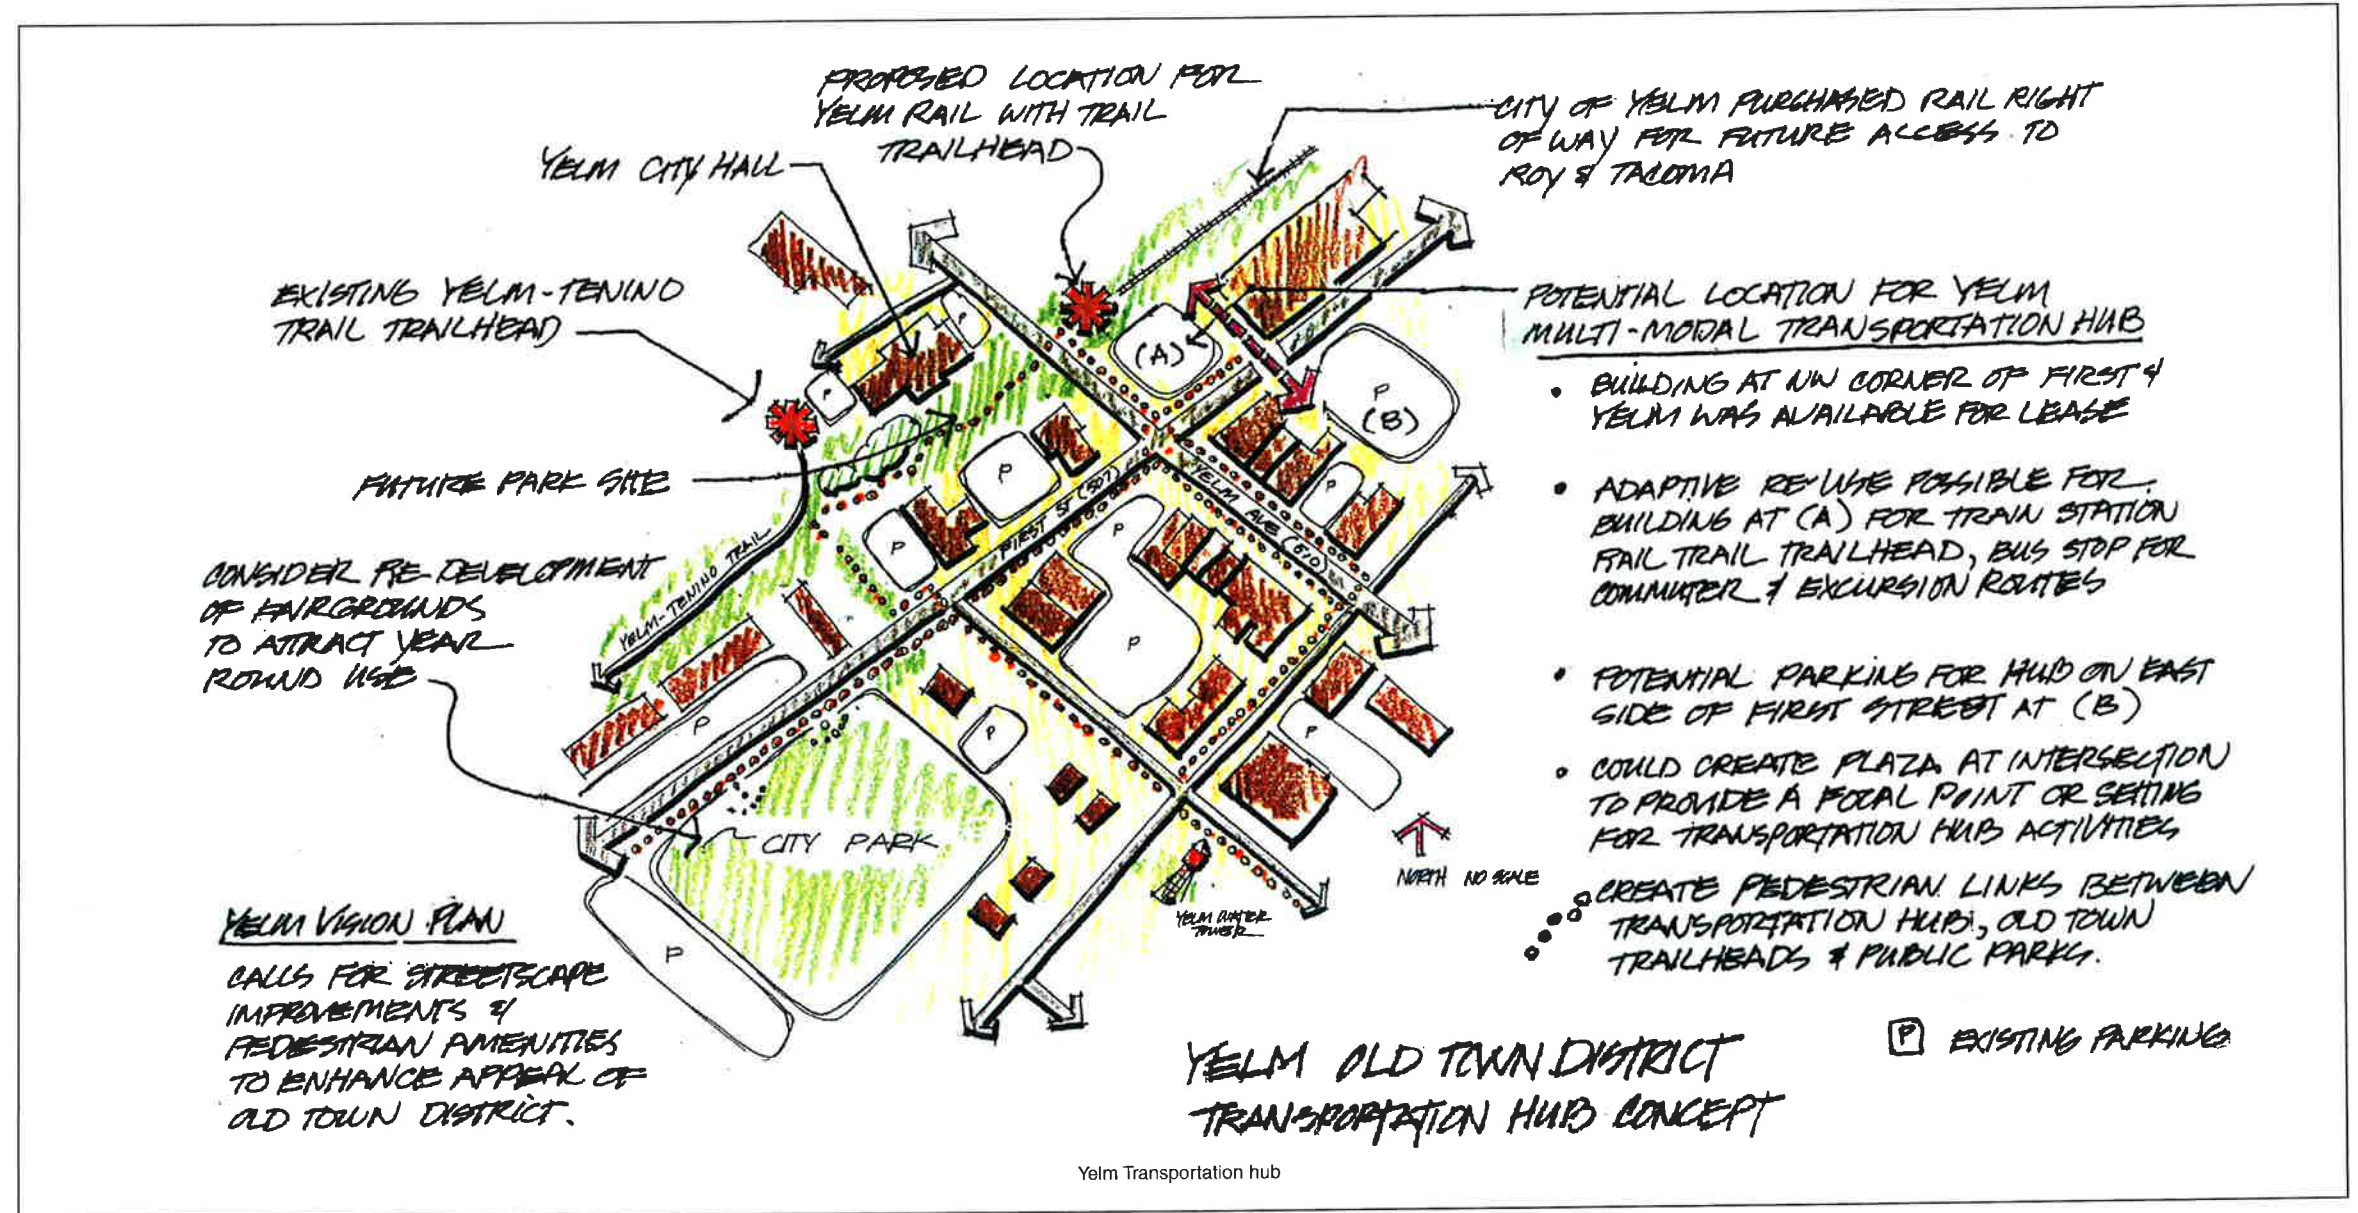 PROPOSED LOCATION FOR
YELM RAIL WITH TRAIL
TRAILHEAD
CITY OF YELM PURCHASED RAIL RIGHT
OF WAY FOR FUTURE ACCESS TO
ROY & TACOMA
YELM CITY HALL
EXISTING YELM-TENINO
TRAIL TRAILHEAD
POTENTIAL LOCATION FOR YELM
MULTI-MODAL TRANSPORTATION HUB
• BUILDING AT NW CORNER OF FIRST &
YELM WAS AVAILABLE FOR LEASE
• ADAPTIVE RE-USE POSSIBLE FOR
BUILDING AT (A) FOR TRAIN STATION
RAIL TRAIL TRAILHEAD, BUS STOP FOR
COMMUTER & EXCURSION ROUTES
• POTENTIAL PARKING FOR HUB ON EAST
SIDE OF FIRST STREET AT (B)
• COULD CREATE PLAZA AT INTERSECTION
TO PROVIDE A FOCAL POINT OR SETTING
FOR TRANSPORTATION HUB ACTIVITIES
CREATE PEDESTRIAN LINKS BETWEEN
TRANSPORTATION HUB, OLD TOWN
TRAILHEADS & PUBLIC PARKS.
P
(A)
P
(B)
P
FUTURE PARK SITE
P
P
P
P
FIRST ST (507)
YELM AVE (510)
YELM-TENINO TRAIL
P
P
P
P
P
CONSIDER RE-DEVELOPMENT
OF FAIRGROUNDS
TO ATTRACT YEAR
ROUND USE
CITY PARK
P
NORTH NO SCALE
YELM WATER
TOWER
YELM VISION PLAN
CALLS FOR STREETSCAPE
IMPROVEMENTS &
PEDESTRIAN AMENITIES
TO ENHANCE APPEAL OF
OLD TOWN DISTRICT.
P EXISTING PARKING
YELM OLD TOWN DISTRICT
TRANSPORTATION HUB CONCEPT
Yelm Transportation hub